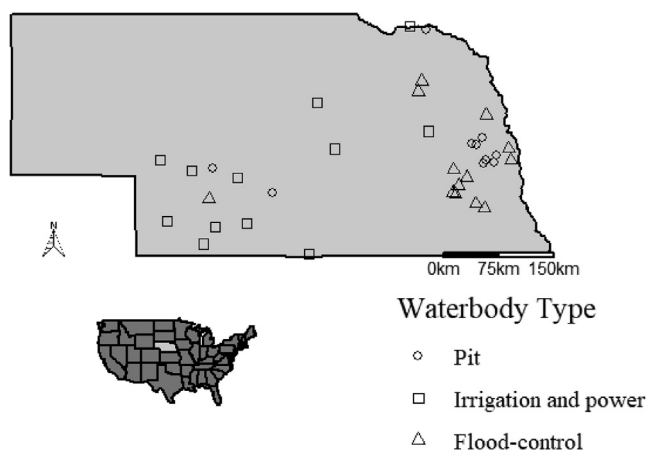 N
0km 75km 150km
Waterbody Type
Pit
Irrigation and power
Flood-control